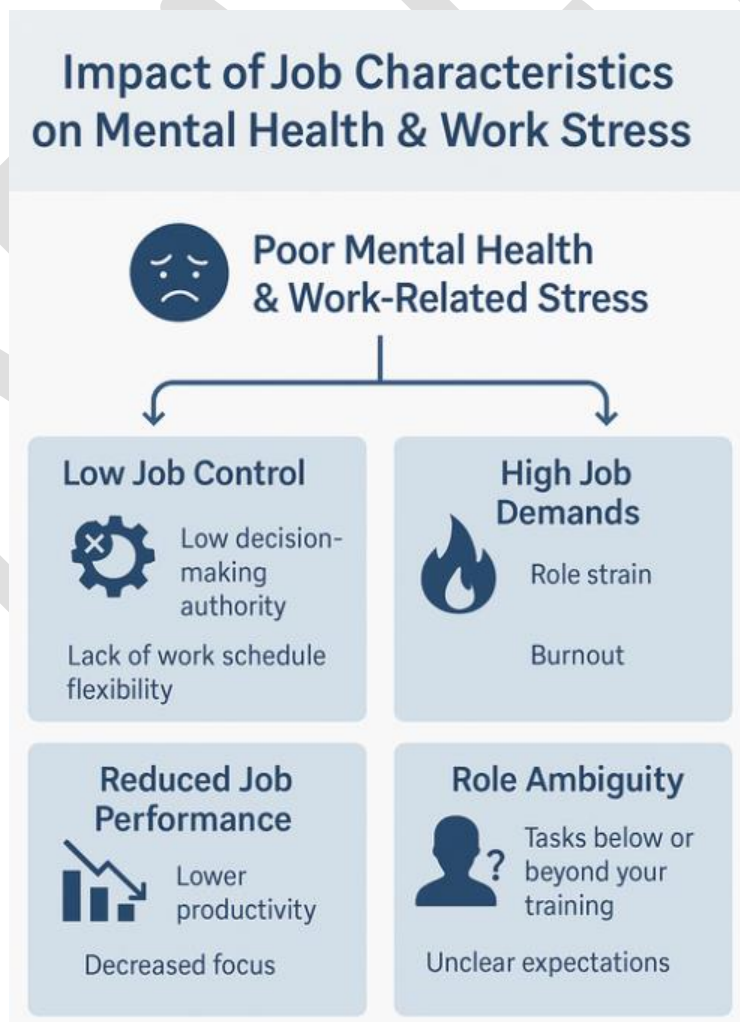 Impact of Job Characteristics
on Mental Health & Work Stress
Poor Mental Health
& Work-Related Stress
Low Job Control
Low decision-
making
authority
Lack of work schedule
flexibility
High Job
Demands
Role strain
Burnout
Reduced Job
Performance
Lower
productivity
Decreased focus
Role Ambiguity
?
Tasks below or
beyond your
training
Unclear expectations